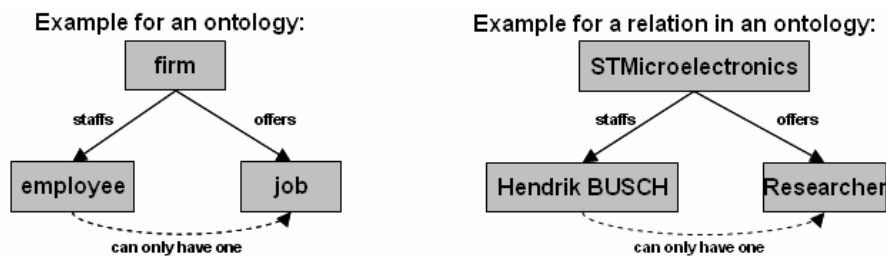 Example for an ontology:
firm
staffs
offers
employee
job
can only have one
Example for a relation in an ontology:
STMicroelectronics
staffs
offers
Hendrik BUSCH
Researcher
can only have one